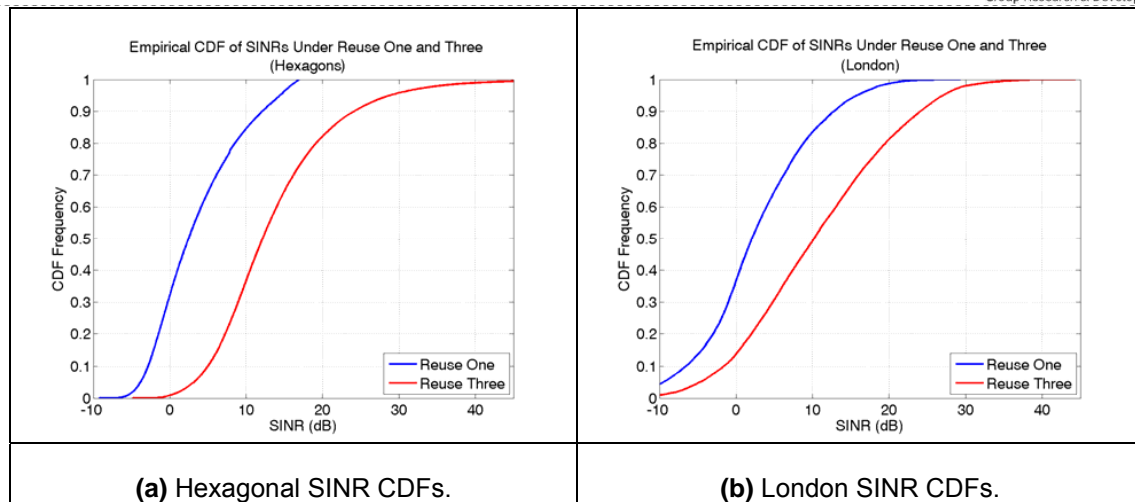 Empirical CDF of SINRs Under Reuse One and Three
(Hexagons)
1
0.9
0.8
0.7
0.6
0.5
0.4
0.3
0.2
0.1
0
CDF Frequency
-10 0 10 20 30 40
SINR (dB)
Reuse One
Reuse Three
(a) Hexagonal SINR CDFs.
Empirical CDF of SINRs Under Reuse One and Three
(London)
1
0.9
0.8
0.7
0.6
0.5
0.4
0.3
0.2
0.1
0
CDF Frequency
-10 0 10 20 30 40
SINR (dB)
Reuse One
Reuse Three
(b) London SINR CDFs.